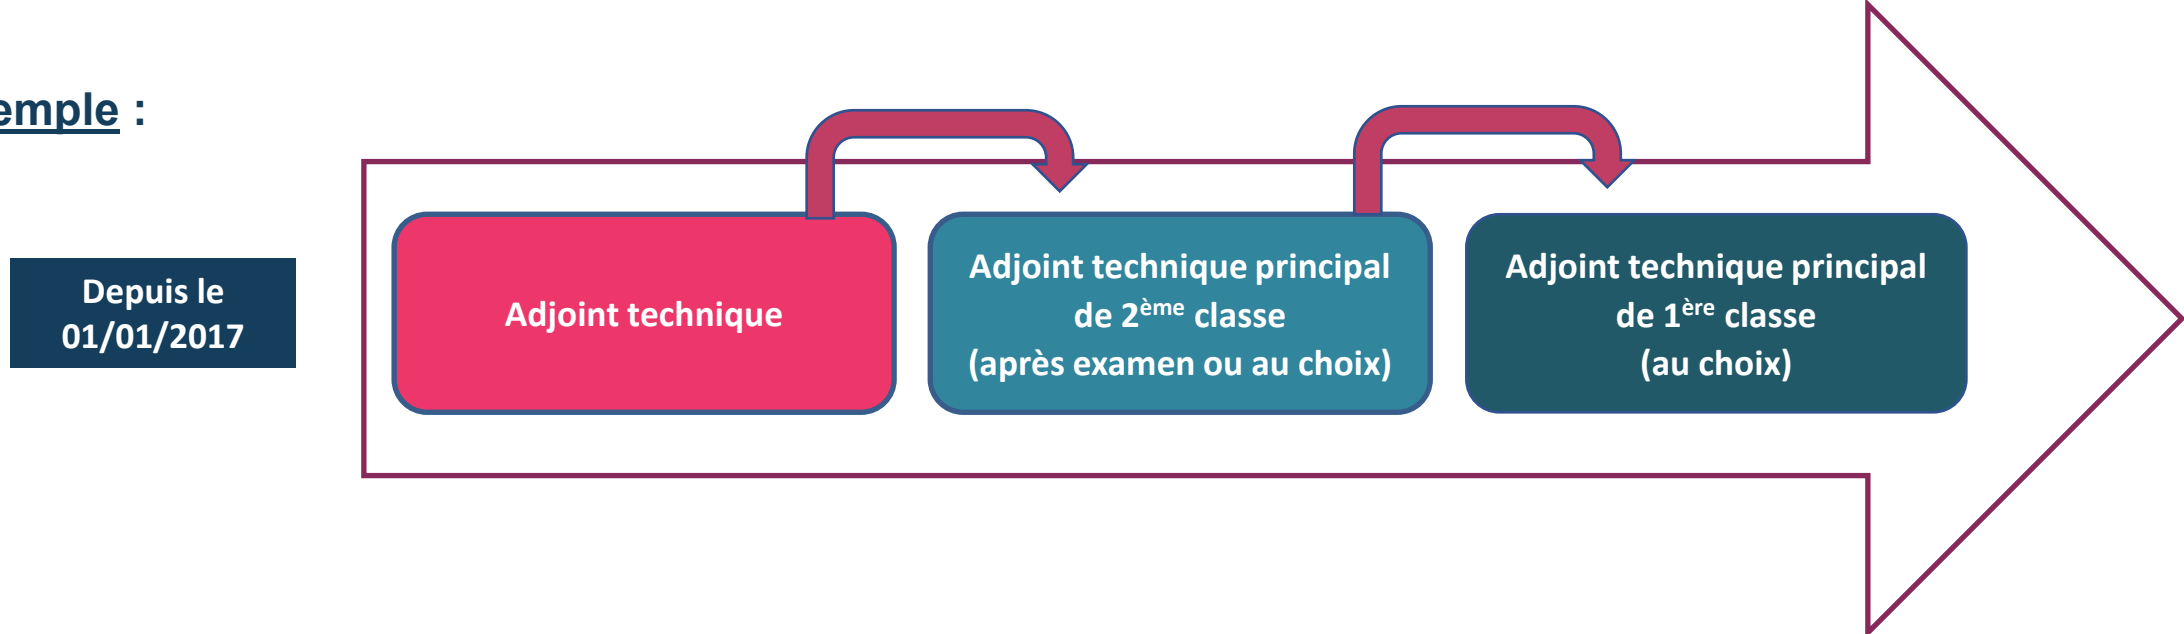 emple :
Depuis le
01/01/2017
Adjoint technique
Adjoint technique principal
de 2ème classe
(après examen ou au choix)
Adjoint technique principal
de 1ère classe
(au choix)